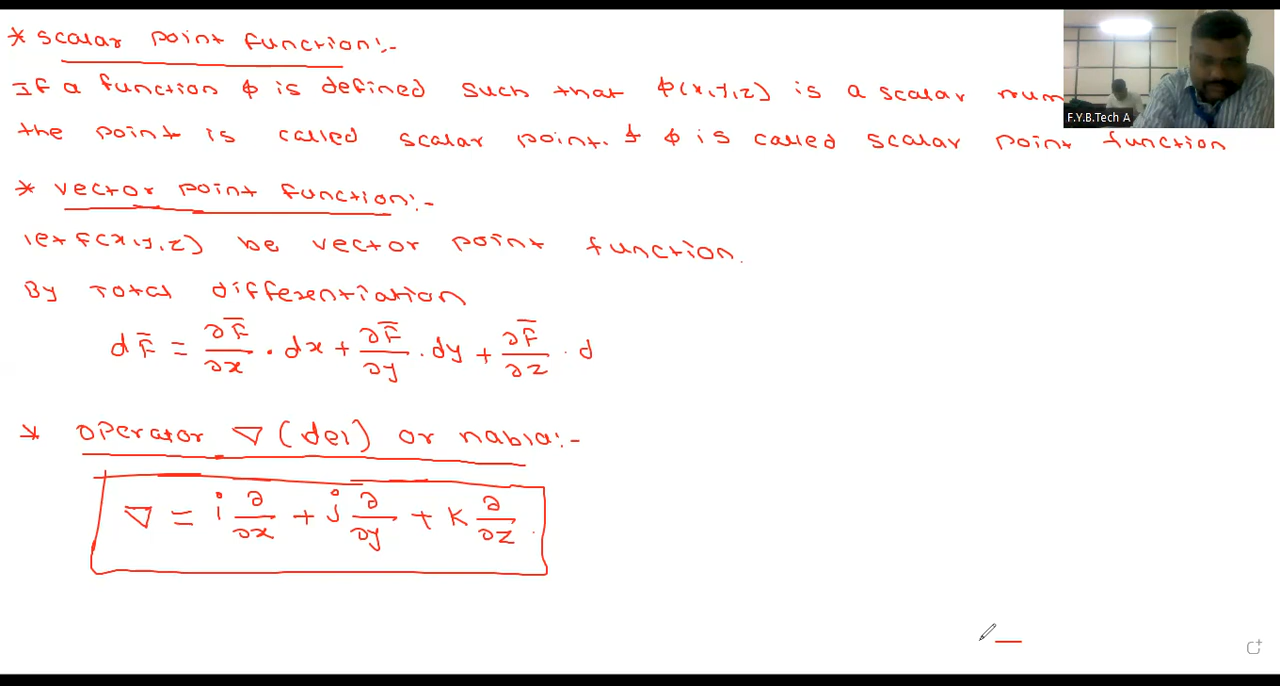 * scalar point function:-
If a function ϕ is defined such that ϕ(x,y,z) is a scalar num
the point is called scalar point. & ϕ is called scalar point function
F.Y.B.Tech A
* vector point function:-
let F(x,y,z) be vector point function.
By Total differentiation
dF̅ = ∂F̅/∂x . dx + ∂F̅/∂y . dy + ∂F̅/∂z . d
* operator ∇ (del) or nabla:-
∇ = i ∂/∂x + j ∂/∂y + k ∂/∂z .